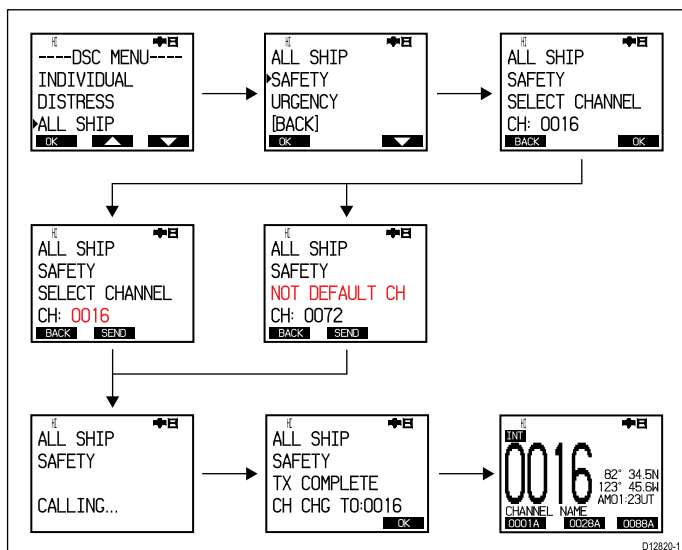 HI
----DSC MENU----
INDIVIDUAL
DISTRESS
ALL SHIP
OK
HI
ALL SHIP
SAFETY
URGENCY
[BACK]
OK
HI
ALL SHIP
SAFETY
SELECT CHANNEL
CH: 0016
BACK OK
HI
ALL SHIP
SAFETY
SELECT CHANNEL
CH: 0016
BACK SEND
HI
ALL SHIP
SAFETY
NOT DEFAULT CH
CH: 0072
BACK SEND
HI
ALL SHIP
SAFETY
CALLING...
HI
ALL SHIP
SAFETY
TX COMPLETE
CH CHG TO:0016
OK
HI
INT
0016
82° 34.5N
123° 45.6W
AM01:23UT
CHANNEL NAME
0001A 0028A 0088A
D12820-1